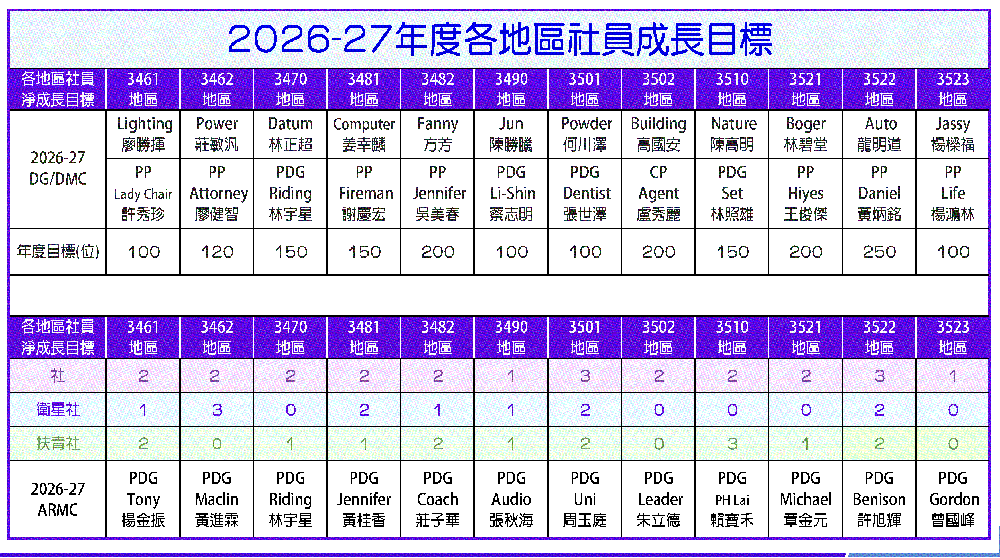 2026-27年度各地區社員成長目標
各地區社員淨成長目標 3461地區 3462地區 3470地區 3481地區 3482地區 3490地區 3501地區 3502地區 3510地區 3521地區 3522地區 3523地區
2026-27 DG/DMC
Lighting Power Datum Computer Fanny Jun Powder Building Nature Boger Auto Jassy
廖勝揮 莊敏汎 林正超 姜幸麟 方芳 陳勝騰 何川澤 高國安 陳高明 林碧堂 龍明道 楊樑福
PP PP PDG PP PP PDG PDG CP PDG PP PP PP
Lady Chair Attorney Riding Fireman Jennifer Li-Shin Dentist Agent Set Hiyes Daniel Life
許秀珍 廖健智 林宇星 謝慶宏 吳美春 蔡志明 張世澤 盧秀麗 林照雄 王俊傑 黃炳銘 楊鴻林
年度目標(位) 100 120 150 150 200 100 100 200 150 200 250 100
各地區社員淨成長目標 3461地區 3462地區 3470地區 3481地區 3482地區 3490地區 3501地區 3502地區 3510地區 3521地區 3522地區 3523地區
社 2 2 2 2 2 1 3 2 2 2 3 1
衛星社 1 3 0 2 1 1 2 0 0 0 2 0
扶青社 2 0 1 1 2 1 2 0 3 1 2 0
2026-27 ARMC
PDG PDG PDG PDG PDG PDG PDG PDG PDG PDG PDG PDG
Tony Maclin Riding Jennifer Coach Audio Uni Leader PH Lai Michael Benison Gordon
楊金振 黃進霖 林宇星 黃桂香 莊子華 張秋海 周玉庭 朱立德 賴寶禾 章金元 許旭輝 曾國峰